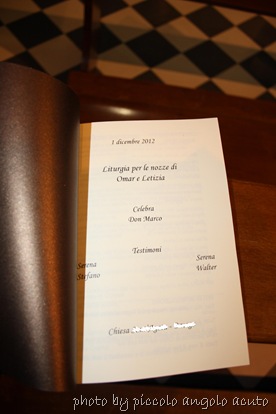 1 dicembre 2012
Liturgia per le nozze di
Omar e Letizia
Celebra
Don Marco
Testimoni
Serena
Stefano
Serena
Walter
Chiesa
photo by piccolo angolo acuto